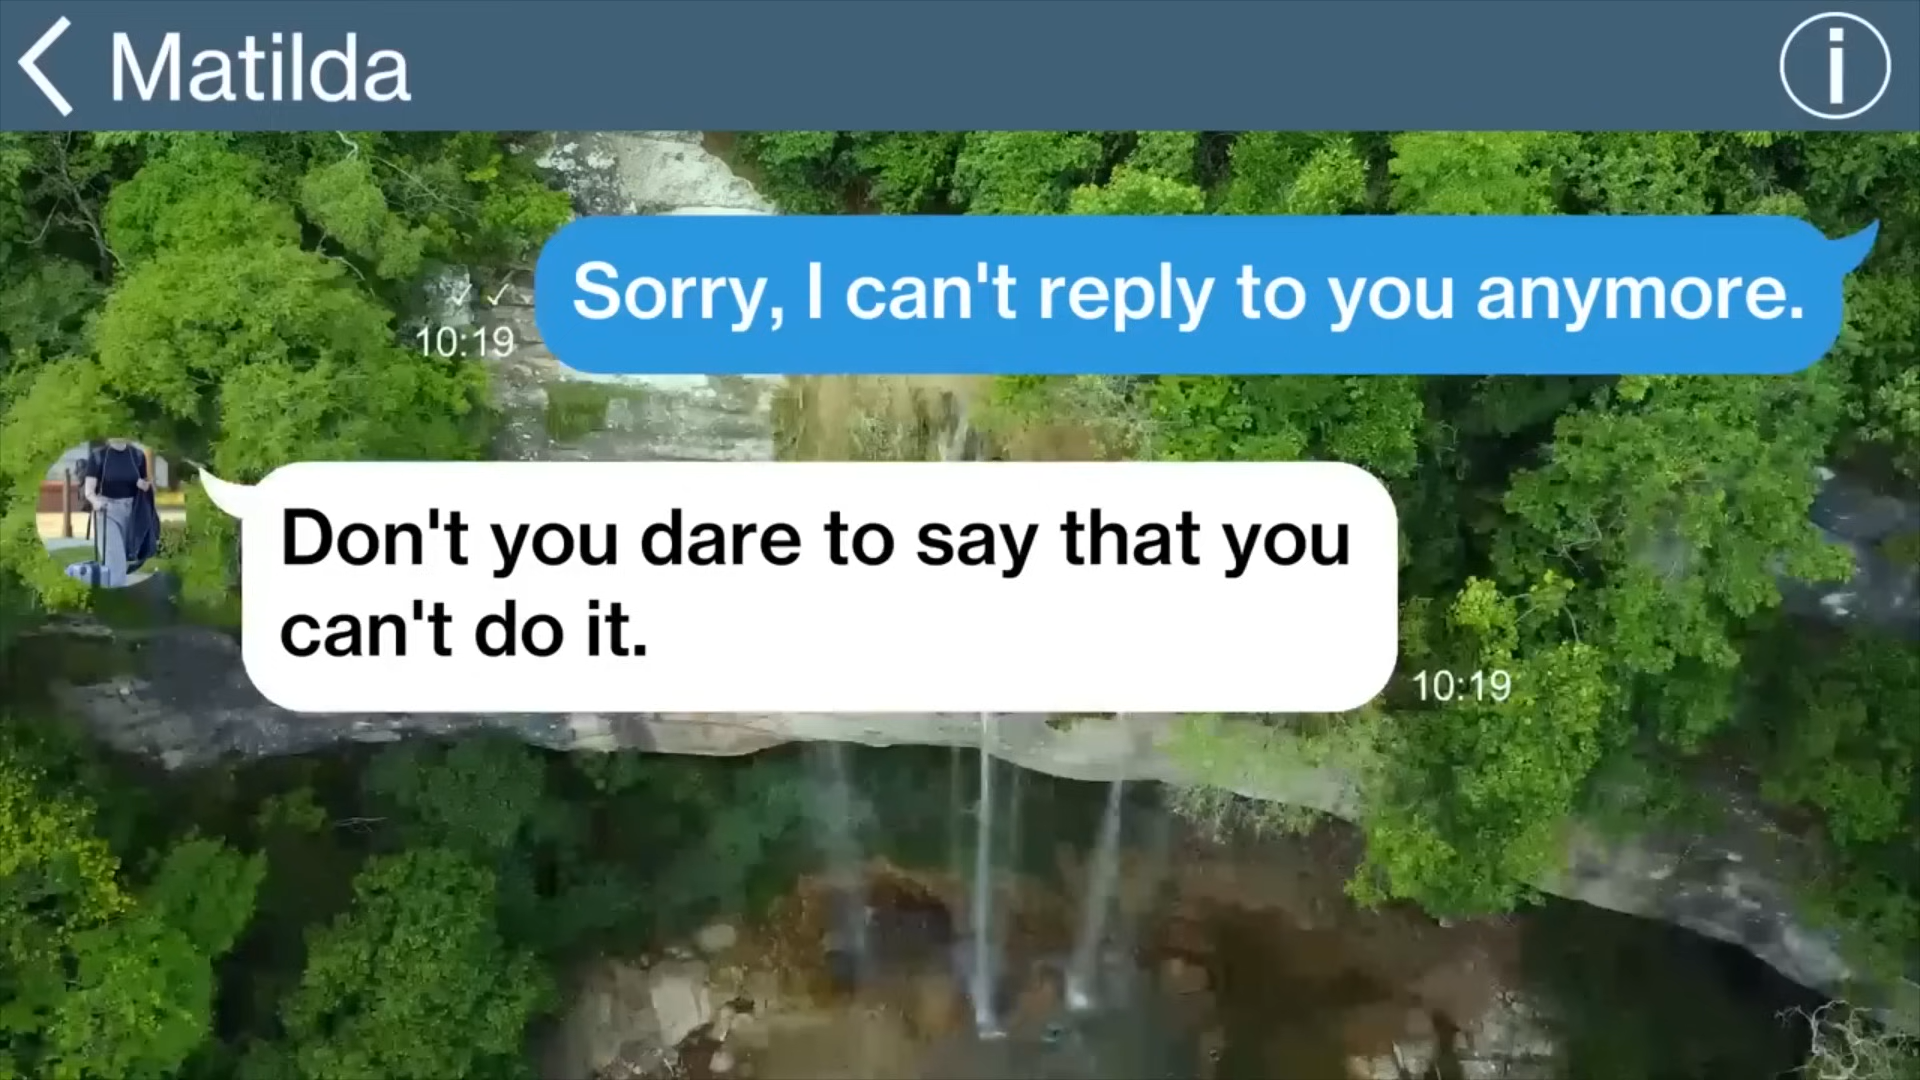 Matilda
Sorry, I can't reply to you anymore.
10:19
Don't you dare to say that you
can't do it.
10:19